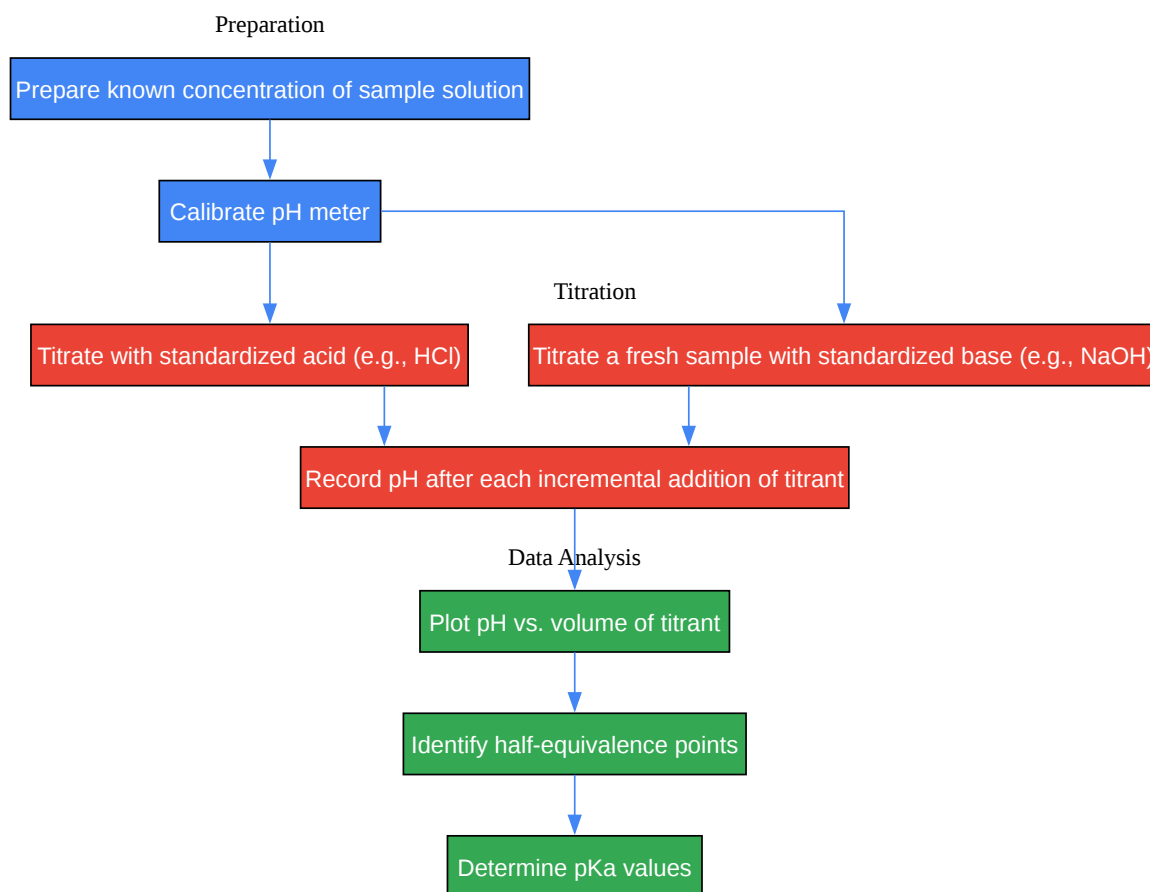 Preparation
Prepare known concentration of sample solution
Calibrate pH meter
Titration
Titrate with standardized acid (e.g., HCl)
Titrate a fresh sample with standardized base (e.g., NaOH)
Record pH after each incremental addition of titrant
Data Analysis
Plot pH vs. volume of titrant
Identify half-equivalence points
Determine pKa values